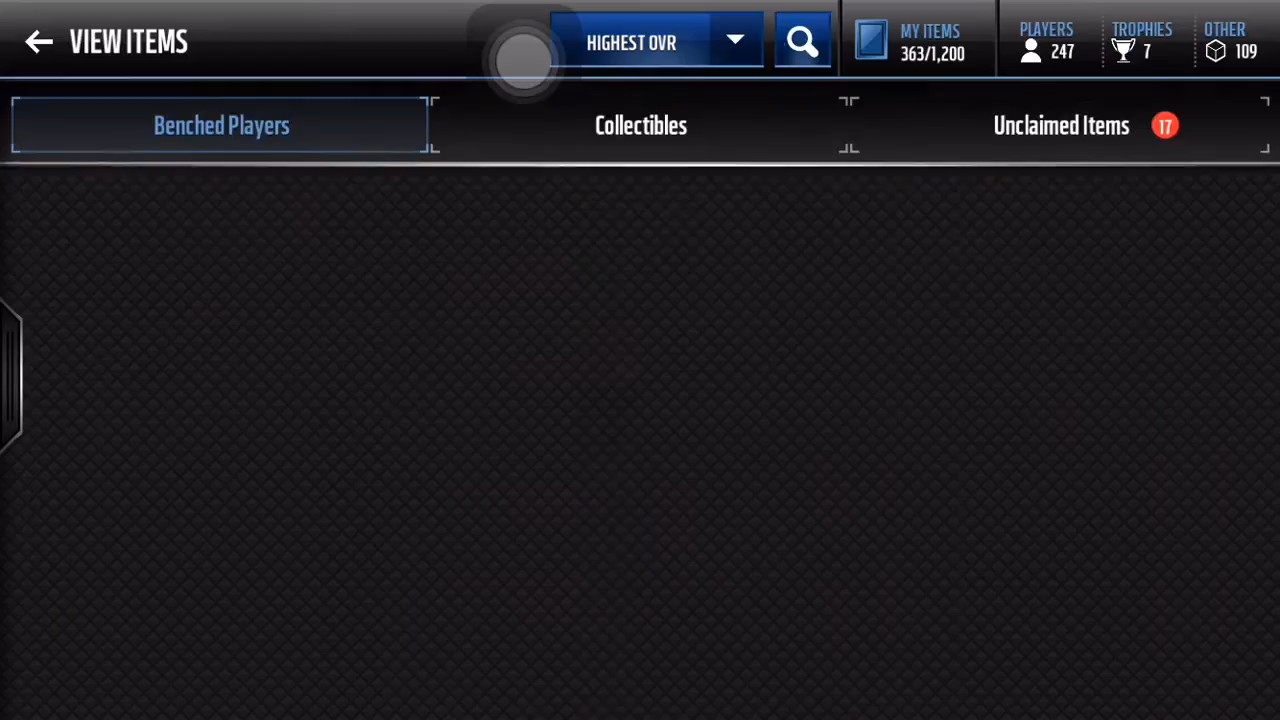 VIEW ITEMS
HIGHEST OVR
MY ITEMS
363/1,200
PLAYERS
247
TROPHIES
7
OTHER
109
Benched Players
Collectibles
Unclaimed Items 17